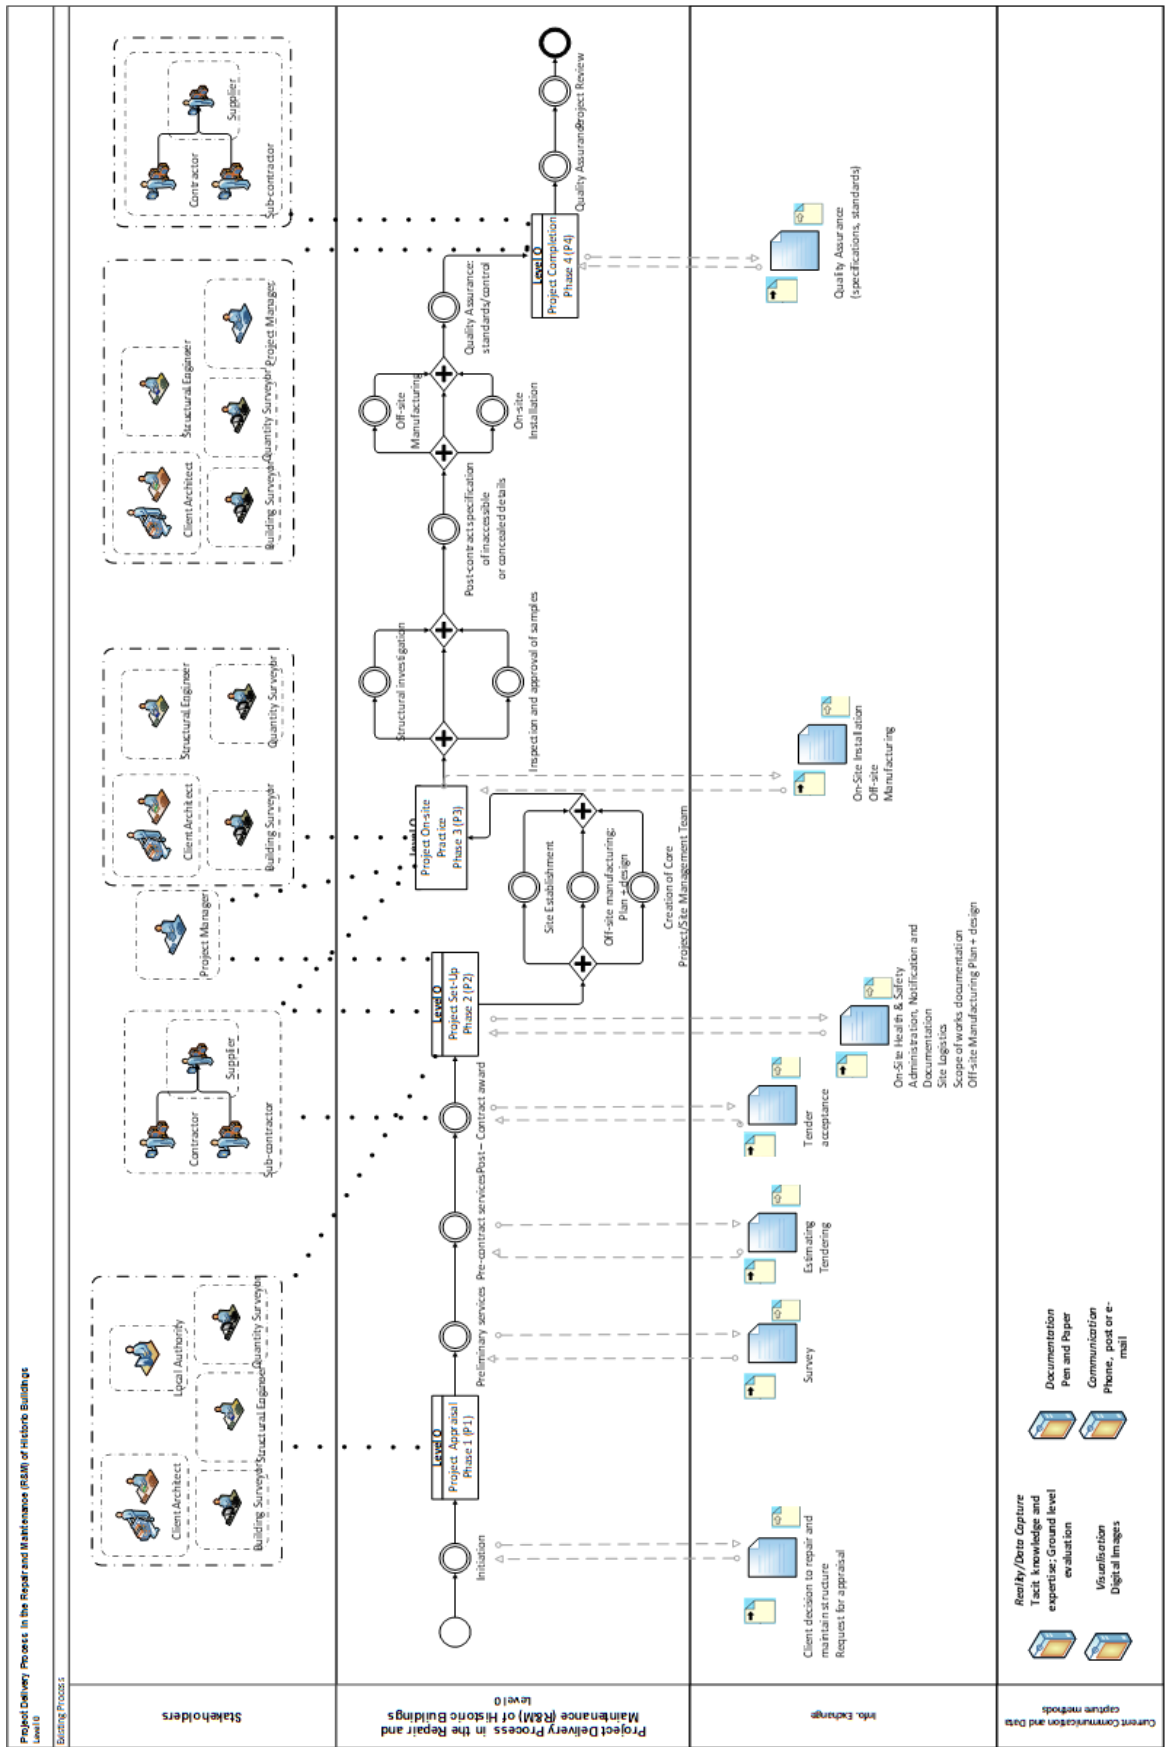 Project Delivery Process in the Repair and Maintenance (R&M) of Historic Buildings
Level 0
Existing Process
Stakeholders
Client Architect
Local Authority
Building Surveyor
Structural Engineer
Quantity Surveyor
Contractor
Supplier
Sub-contractor
Project Manager
Client Architect
Structural Engineer
Building Surveyor
Quantity Surveyor
Client Architect
Structural Engineer
Building Surveyor
Quantity Surveyor
Project Manager
Contractor
Supplier
Sub-contractor
Project Delivery Process in the Repair and
Maintenance (R&M) of Historic Buildings
Level 0
Initiation
Level 0
Project Appraisal
Phase 1 (P1)
Preliminary services
Pre-contract services
Post – Contract award
Level 0
Project Set-Up
Phase 2 (P2)
Site Establishment
Off-site manufacturing:
Plan + design
Creation of Core
Project/Site Management Team
Level 0
Project On-site
Practice
Phase 3 (P3)
Structural investigation
Inspection and approval of samples
Post-contract specification
of inaccessible
or concealed details
Off-site
Manufacturing
On-site
Installation
Quality Assurance:
standards/control
Level 0
Project Completion
Phase 4 (P4)
Quality Assurance
Project Review
Info. Exchange
Client decision to repair and
maintain structure
Request for appraisal
Survey
Estimating
Tendering
Tender
acceptance
On-Site Health & Safety
Administration, Notification and
Documentation
Site Logistics
Scope of works documentation
Off-site Manufacturing Plan + design
On-Site Installation
Off-site
Manufacturing
Quality Assurance
(specifications, standards)
Current Communication and Data
capture methods
Reality/Data Capture
Tacit knowledge and
expertise; Ground level
evaluation
Visualisation
Digital Images
Documentation
Pen and Paper
Communication
Phone, post or e-
mail